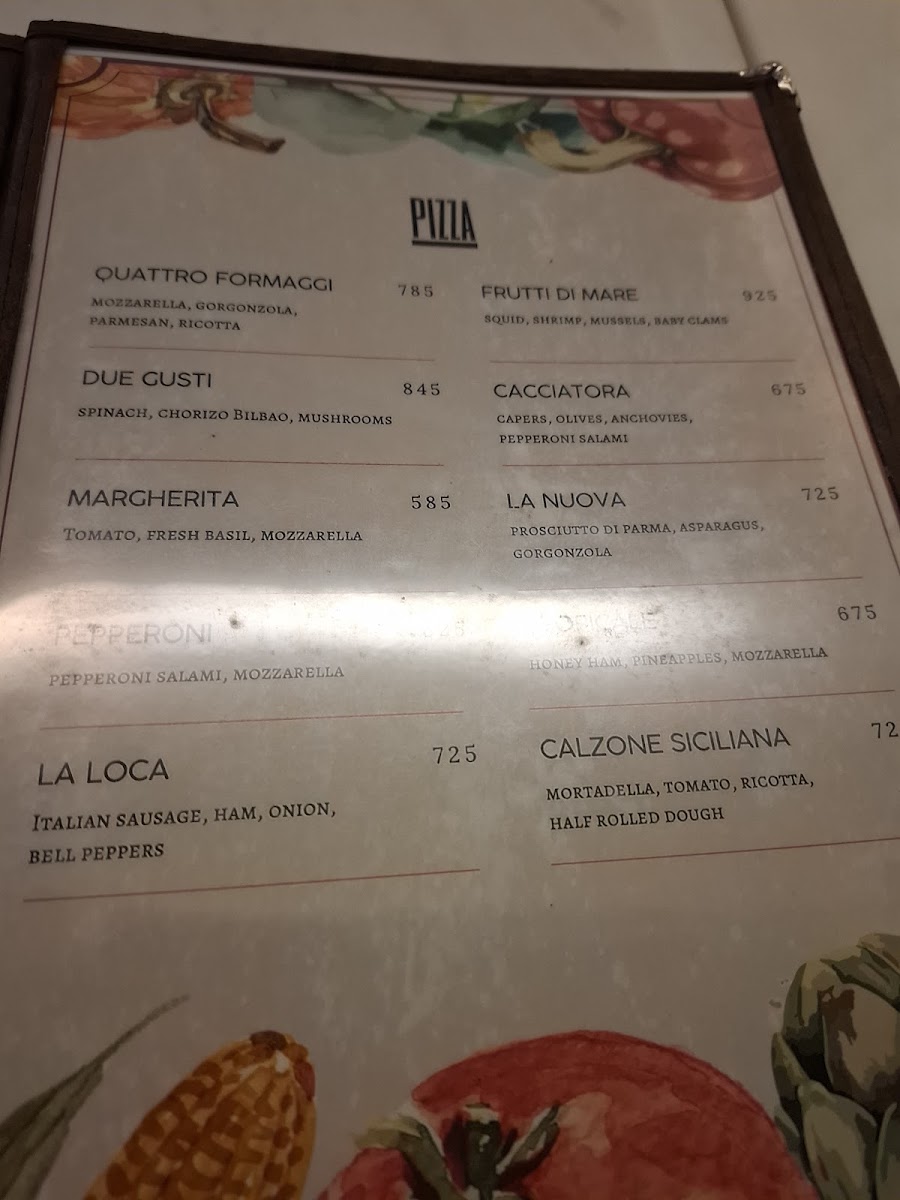 PIZZA
QUATTRO FORMAGGI 785
MOZZARELLA, GORGONZOLA,
PARMESAN, RICOTTA
DUE GUSTI 845
SPINACH, CHORIZO BILBAO, MUSHROOMS
MARGHERITA 585
TOMATO, FRESH BASIL, MOZZARELLA
PEPPERONI
PEPPERONI SALAMI, MOZZARELLA
LA LOCA 725
ITALIAN SAUSAGE, HAM, ONION,
BELL PEPPERS
FRUTTI DI MARE 925
SQUID, SHRIMP, MUSSELS, BABY CLAMS
CACCIATORA 675
CAPERS, OLIVES, ANCHOVIES,
PEPPERONI SALAMI
LA NUOVA 725
PROSCIUTTO DI PARMA, ASPARAGUS,
GORGONZOLA
675
HONEY HAM, PINEAPPLES, MOZZARELLA
CALZONE SICILIANA 72
MORTADELLA, TOMATO, RICOTTA,
HALF ROLLED DOUGH